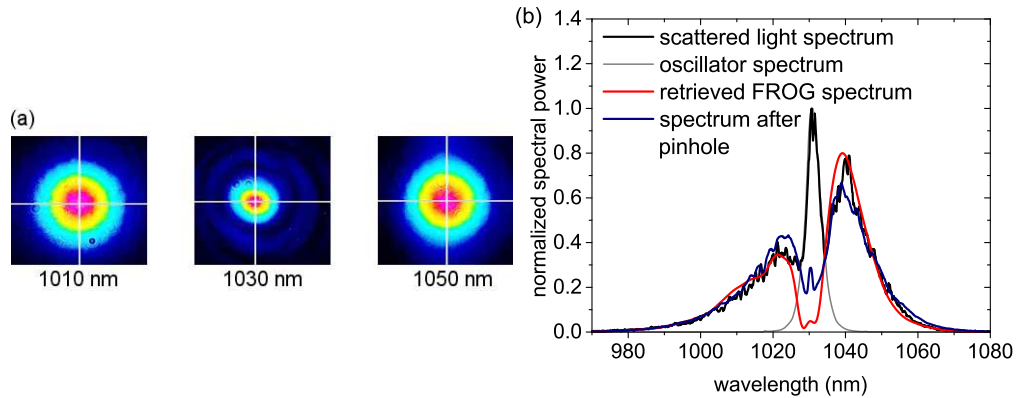 (a)
1010 nm
1030 nm
1050 nm
(b)
scattered light spectrum
oscillator spectrum
retrieved FROG spectrum
spectrum after
pinhole
normalized spectral power
1.4
1.2
1.0
0.8
0.6
0.4
0.2
0.0
980 1000 1020 1040 1060 1080
wavelength (nm)